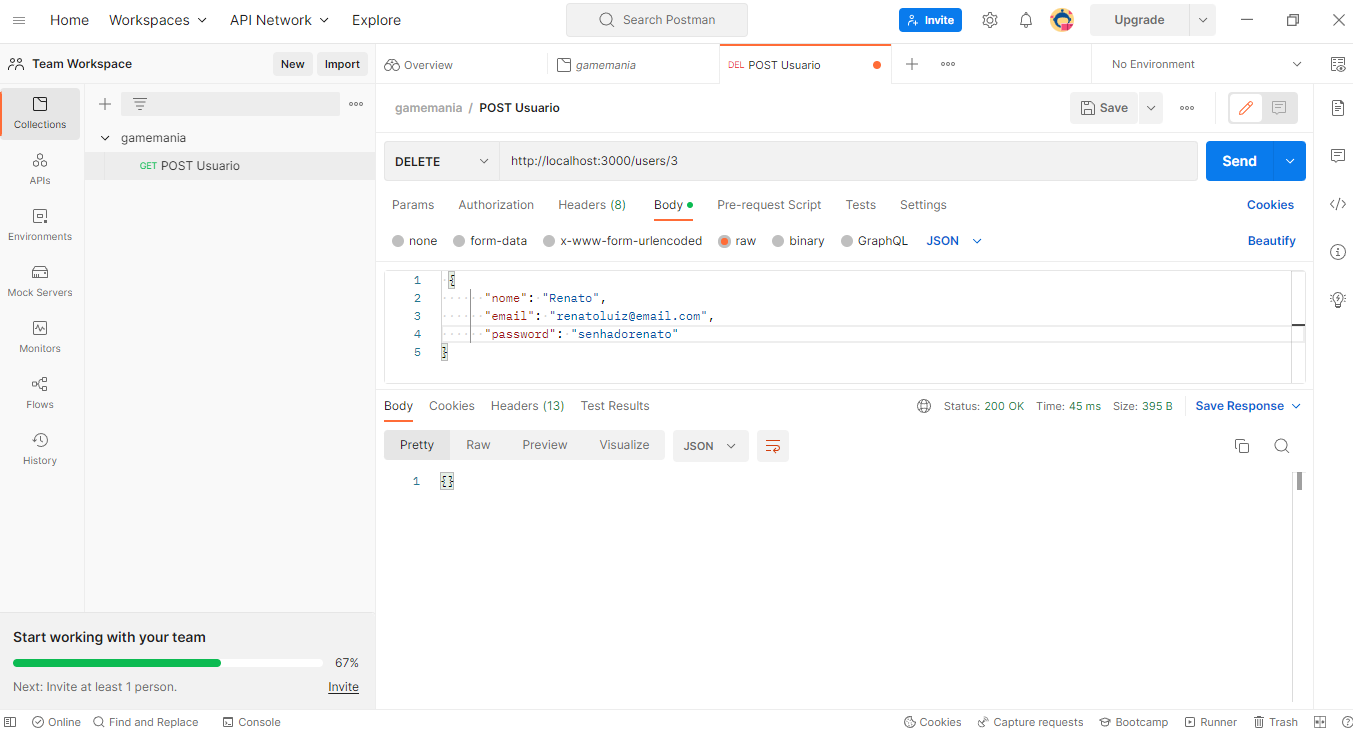 Home Workspaces API Network Explore Search Postman Invite Upgrade
Team Workspace New Import Overview gamemania DEL POST Usuario No Environment
Collections
APIs
Environments
Mock Servers
Monitors
Flows
History
gamemania
GET POST Usuario
gamemania / POST Usuario Save
DELETE http://localhost:3000/users/3 Send
Params Authorization Headers (8) Body Pre-request Script Tests Settings Cookies
none form-data x-www-form-urlencoded raw binary GraphQL JSON Beautify
1 {
2 "nome": "Renato",
3 "email": "renatoluiz@email.com",
4 "password": "senhadorenato"
5 }
Body Cookies Headers (13) Test Results Status: 200 OK Time: 45 ms Size: 395 B Save Response
Pretty Raw Preview Visualize JSON
1 {}
Start working with your team
67%
Next: Invite at least 1 person. Invite
Online Find and Replace Console Cookies Capture requests Bootcamp Runner Trash